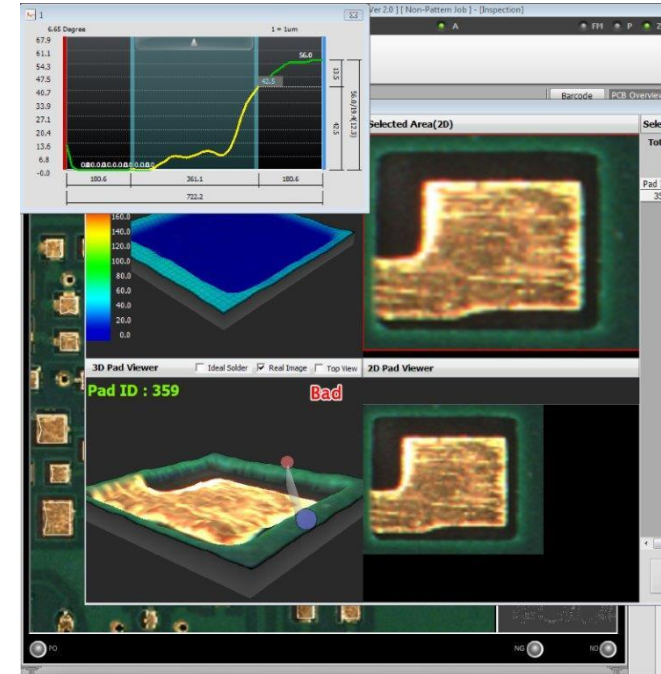 1
Ver 2.0 ] [ Non-Pattern Job ] - [Inspection]
6.65 Degree
1 = 1um
A
FM
P
Z
67.9
61.1
54.3
47.5
40.7
33.9
27.1
20.4
13.6
6.8
-0.0
56.0
42.5
13.5
42.5
180.6
361.1
180.6
722.2
Barcode
PCB Overview
Selected Area(2D)
Sele
Tot
Pad
35
160.0
140.0
120.0
100.0
80.0
60.0
40.0
20.0
0.0
3D Pad Viewer
Ideal Solder
Real Image
Top View
2D Pad Viewer
Pad ID : 359
Bad
PO
NG
NO